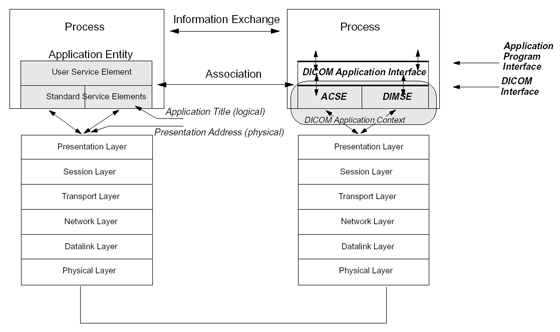 Process
Information Exchange
Process
Application Entity
User Service Element
Standard Service Elements
Association
DICOM Application Interface
ACSE
DIMSE
DICOM Application Context
Application
Program
Interface
DICOM
Interface
Application Title (logical)
Presentation Address (physical)
Presentation Layer
Session Layer
Transport Layer
Network Layer
Datalink Layer
Physical Layer
Presentation Layer
Session Layer
Transport Layer
Network Layer
Datalink Layer
Physical Layer